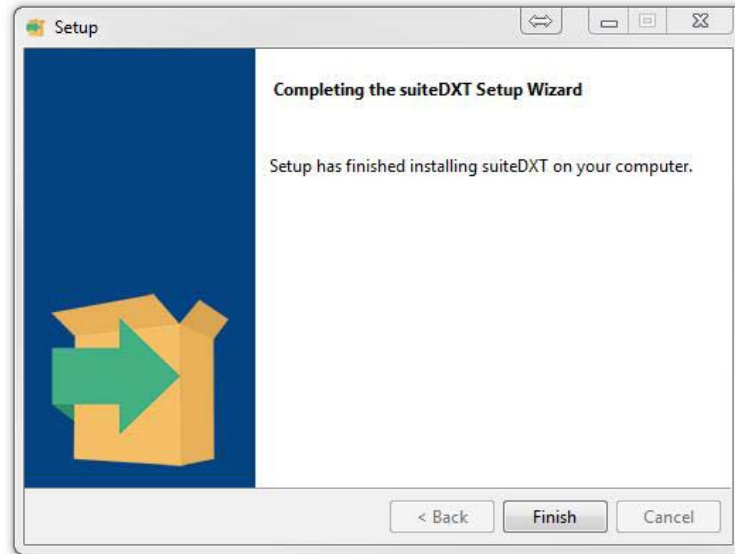 Setup
Completing the suiteDXT Setup Wizard
Setup has finished installing suiteDXT on your computer.
< Back
Finish
Cancel